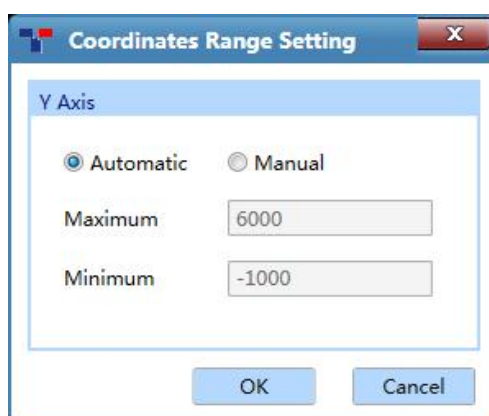 Coordinates Range Setting
X
Y Axis
Automatic Manual
Maximum 6000
Minimum -1000
OK Cancel